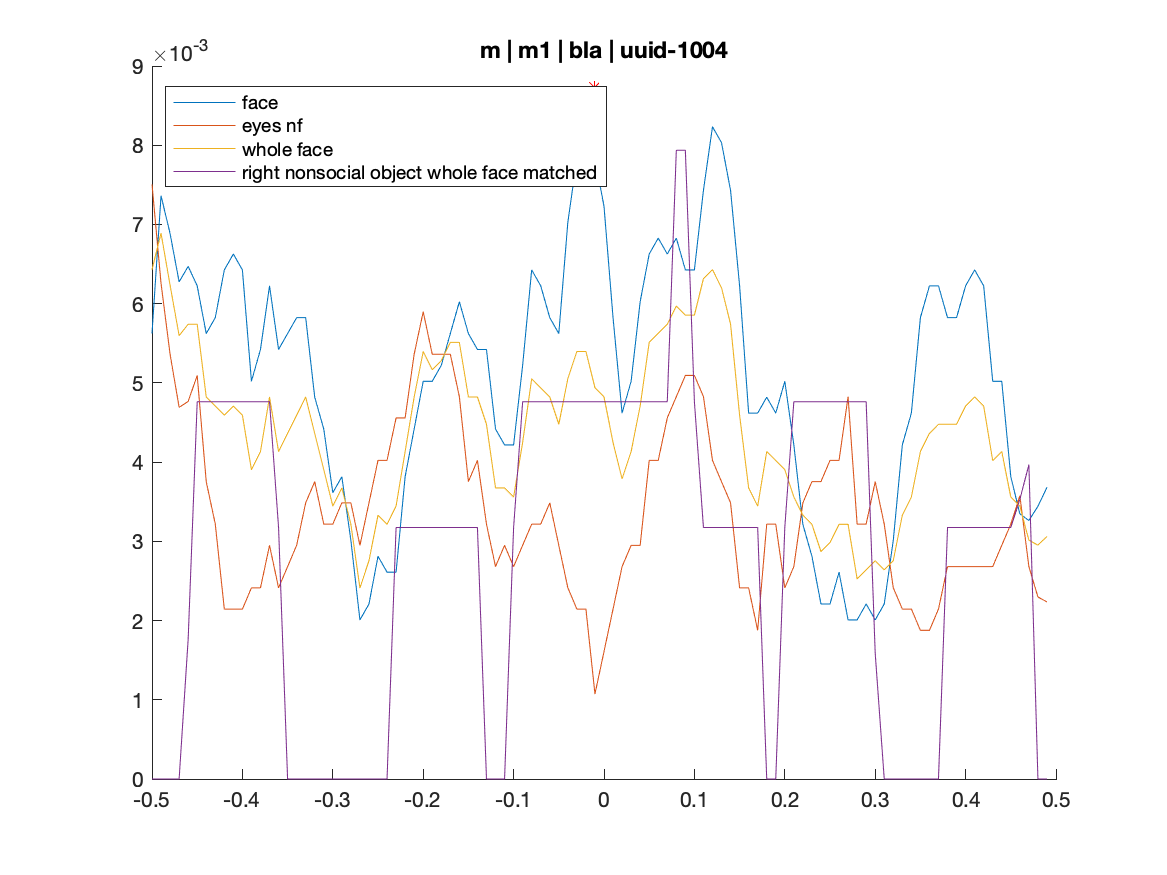 m | m1 | bla | uuid-1004
×10-3
face
eyes nf
whole face
right nonsocial object whole face matched
9
8
7
6
5
4
3
2
1
0
-0.5 -0.4 -0.3 -0.2 -0.1 0 0.1 0.2 0.3 0.4 0.5